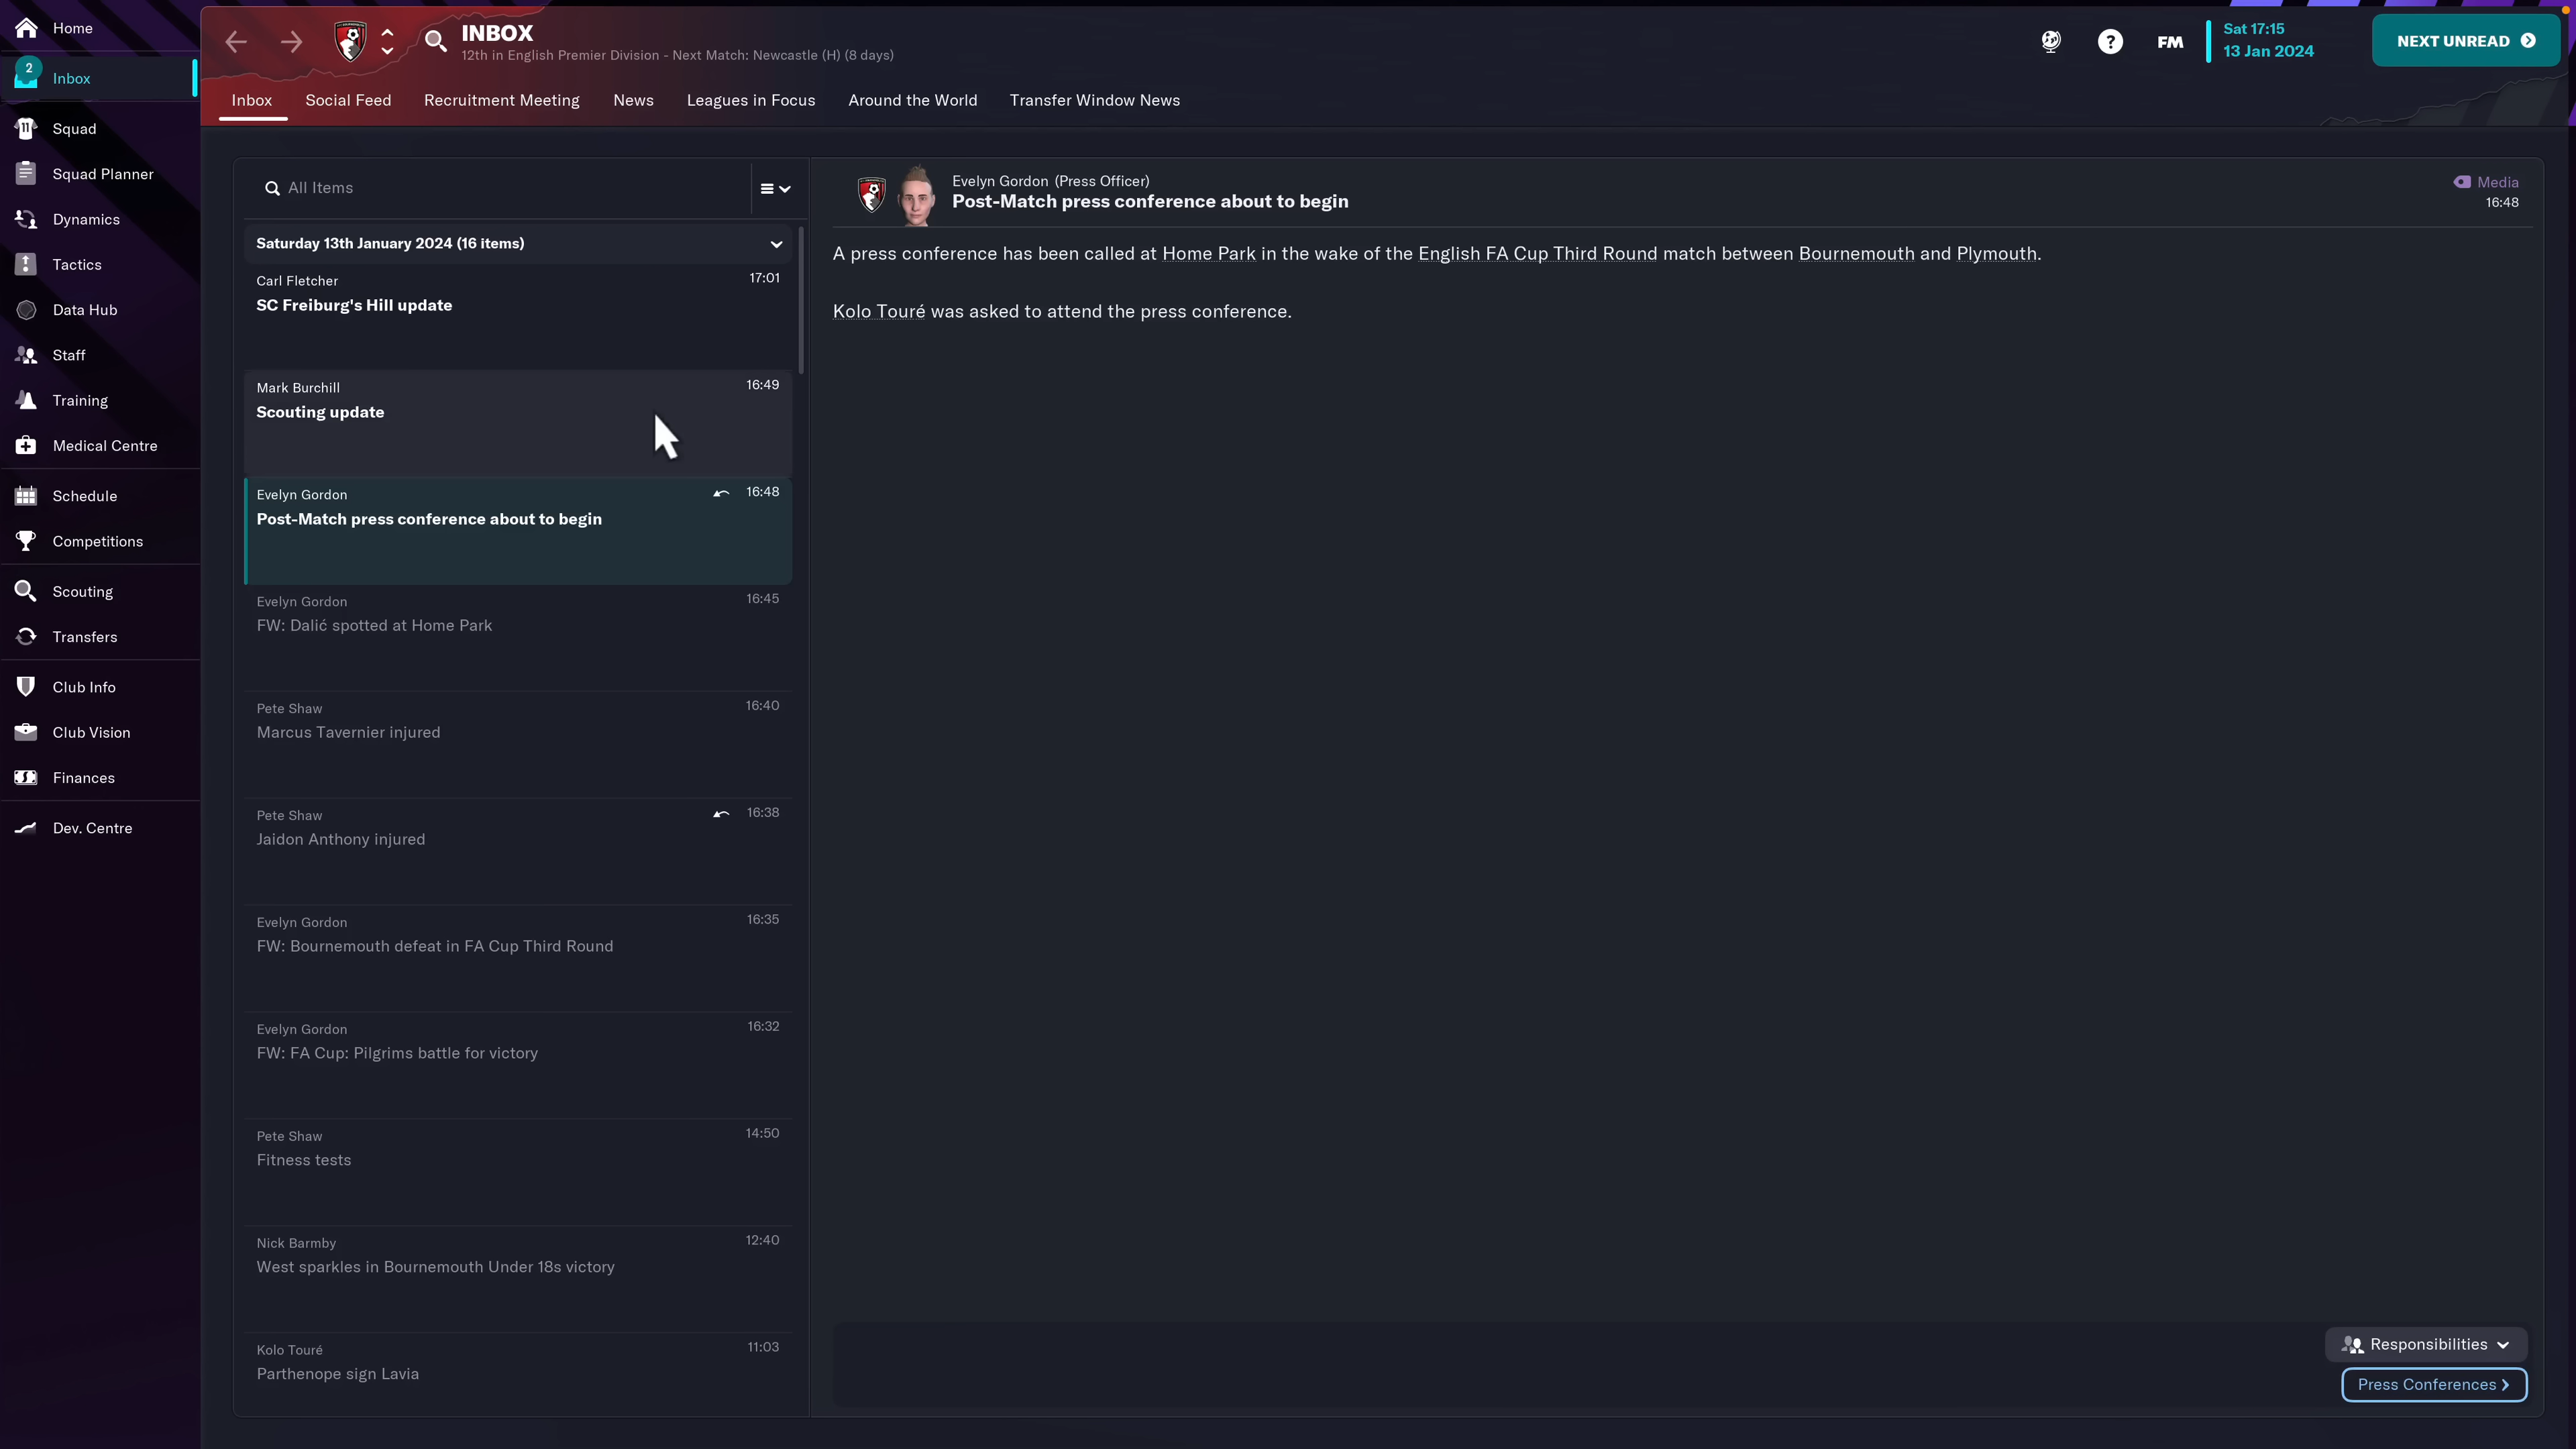 Home
2
Inbox
Squad
Squad Planner
Dynamics
Tactics
Data Hub
Staff
Training
Medical Centre
Schedule
Competitions
Scouting
Transfers
Club Info
Club Vision
Finances
Dev. Centre
INBOX
12th in English Premier Division - Next Match: Newcastle (H) (8 days)
?
FM
Sat 17:15
13 Jan 2024
NEXT UNREAD
Inbox Social Feed Recruitment Meeting News Leagues in Focus Around the World Transfer Window News
All Items
Saturday 13th January 2024 (16 items)
Carl Fletcher 17:01
SC Freiburg's Hill update
Mark Burchill 16:49
Scouting update
Evelyn Gordon 16:48
Post-Match press conference about to begin
Evelyn Gordon 16:45
FW: Dalić spotted at Home Park
Pete Shaw 16:40
Marcus Tavernier injured
Pete Shaw 16:38
Jaidon Anthony injured
Evelyn Gordon 16:35
FW: Bournemouth defeat in FA Cup Third Round
Evelyn Gordon 16:32
FW: FA Cup: Pilgrims battle for victory
Pete Shaw 14:50
Fitness tests
Nick Barmby 12:40
West sparkles in Bournemouth Under 18s victory
Kolo Touré 11:03
Parthenope sign Lavia
Evelyn Gordon (Press Officer)
Post-Match press conference about to begin
Media
16:48
A press conference has been called at Home Park in the wake of the English FA Cup Third Round match between Bournemouth and Plymouth.
Kolo Touré was asked to attend the press conference.
Responsibilities
Press Conferences